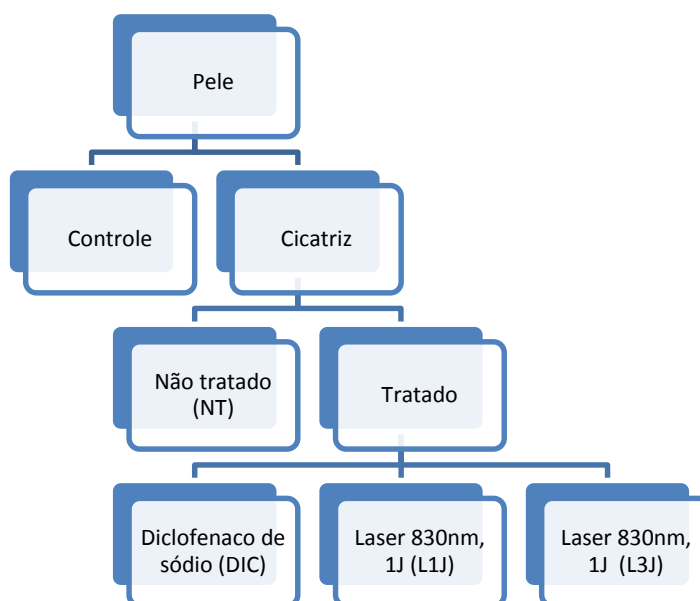 Pele
Controle
Cicatriz
Não tratado
(NT)
Tratado
Diclofenaco de
sódio (DIC)
Laser 830nm,
1J (L1J)
Laser 830nm,
1J (L3J)